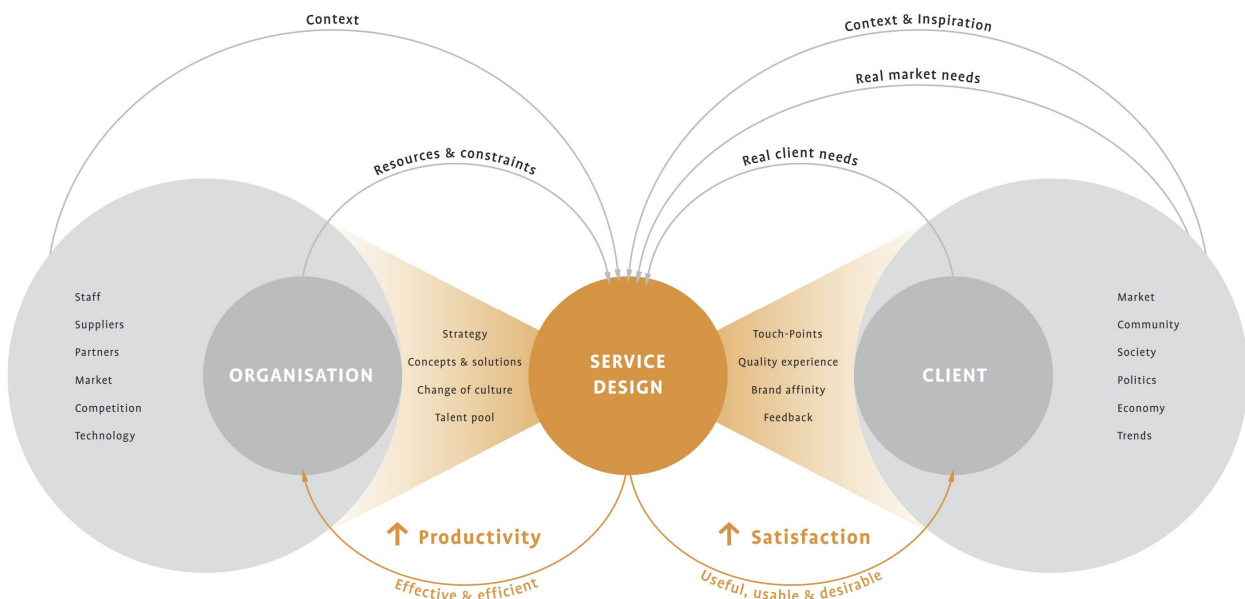 Context
Context & Inspiration
Real market needs
Resources & constraints
Real client needs
Staff
Suppliers
Partners
Market
Competition
Technology
ORGANISATION
Strategy
Concepts & solutions
Change of culture
Talent pool
SERVICE
DESIGN
Touch-Points
Quality experience
Brand affinity
Feedback
CLIENT
Market
Community
Society
Politics
Economy
Trends
↑ Productivity
Effective & efficient
↑ Satisfaction
Useful, usable & desirable